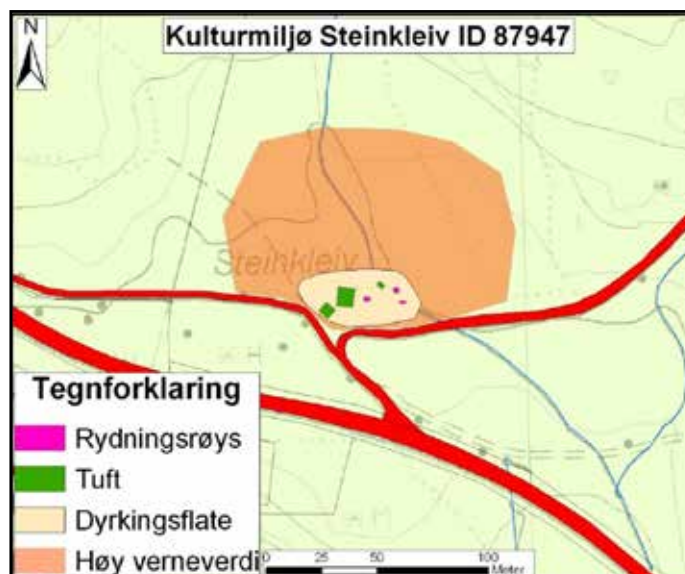 N
Kulturmiljø Steinkleiv ID 87947
Steinkleiv
Tegnforklaring
Rydningsrøys
Tuft
Dyrkingsflate
Høy verneverdi
0 25 50 100
Meter